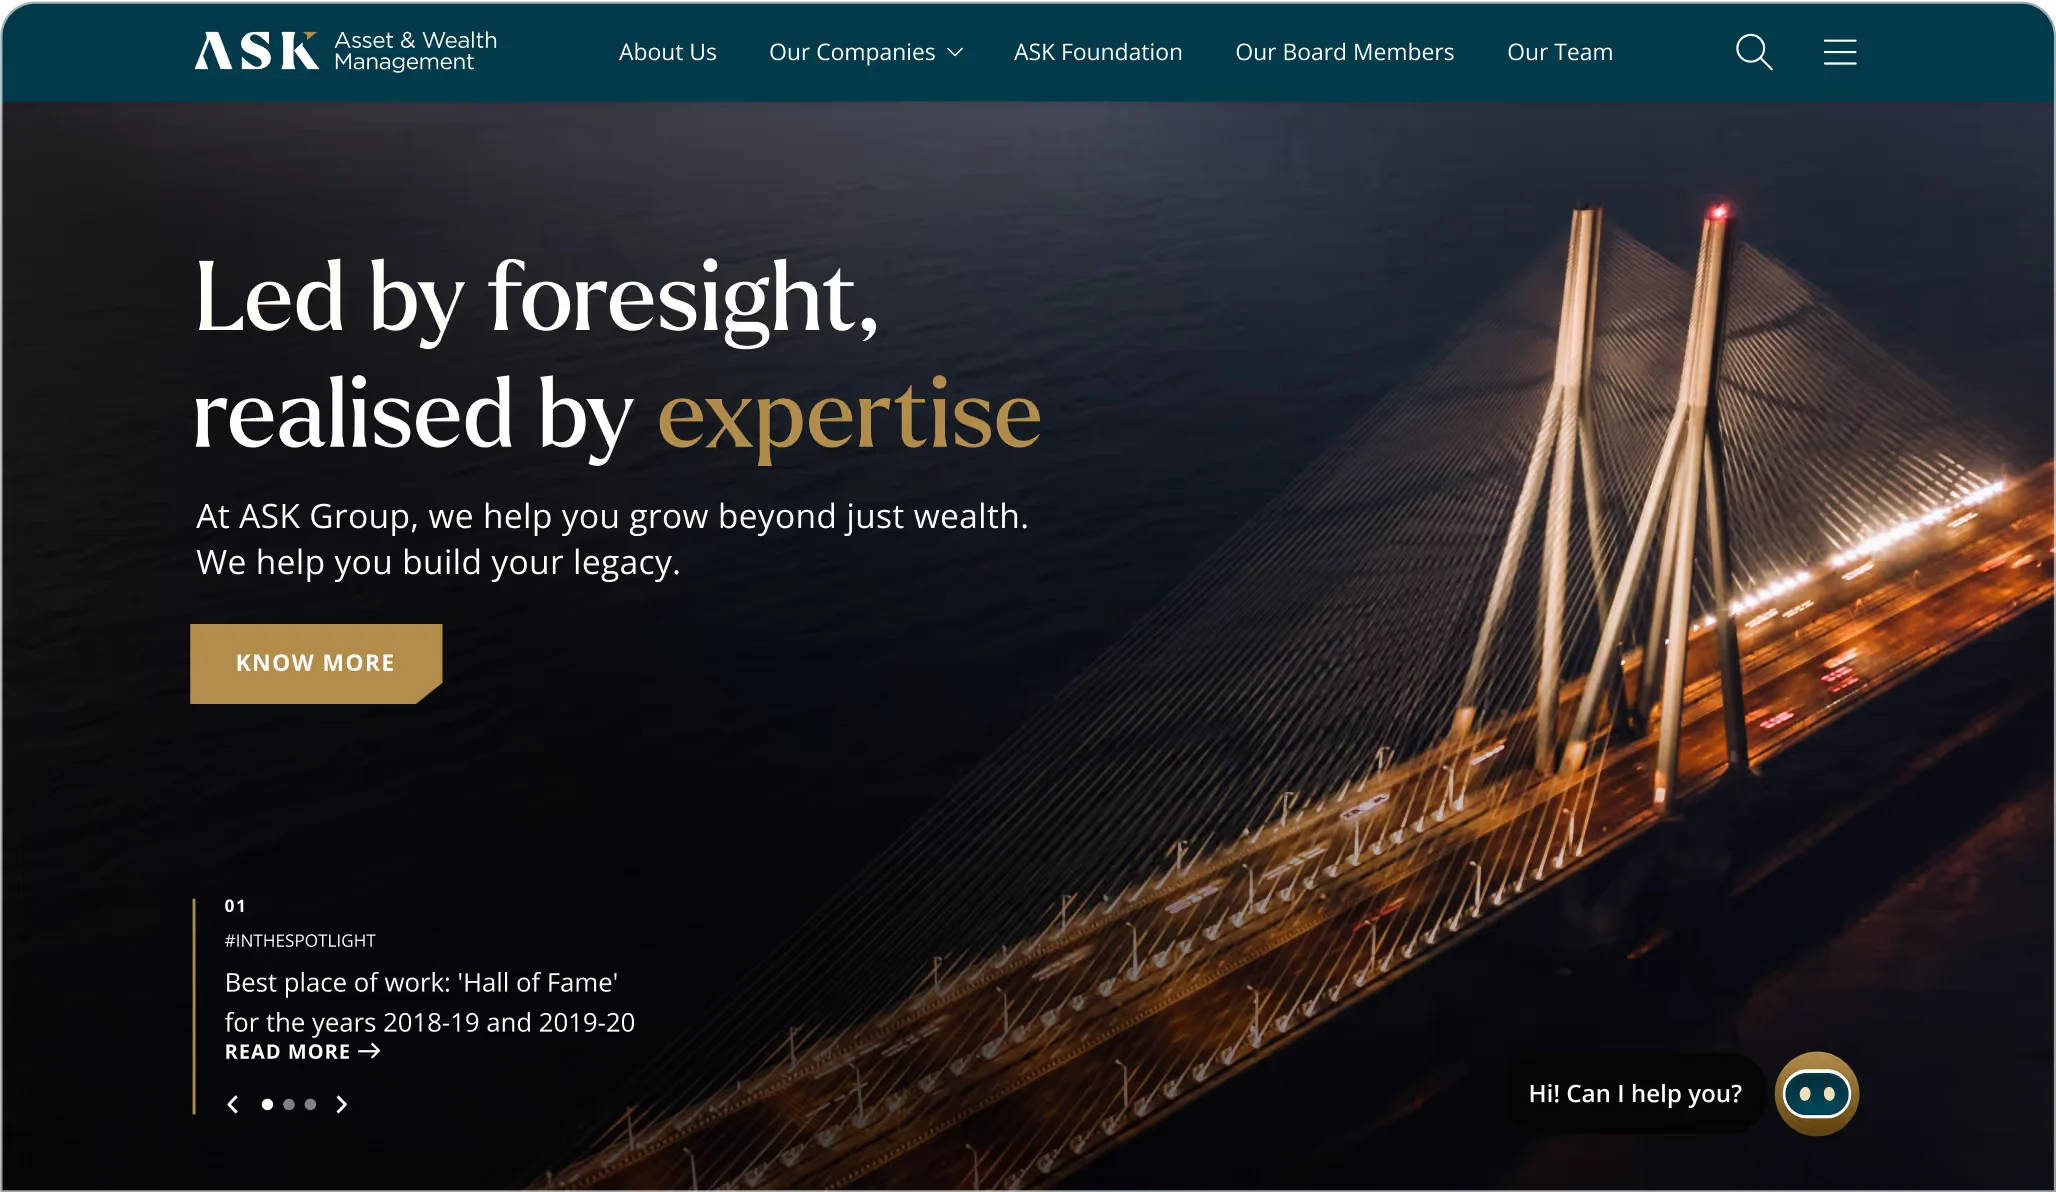 ASK Asset & Wealth
Management
About Us
Our Companies
ASK Foundation
Our Board Members
Our Team
Led by foresight,
realised by expertise
At ASK Group, we help you grow beyond just wealth.
We help you build your legacy.
KNOW MORE
01
#INTHESPOTLIGHT
Best place of work: 'Hall of Fame'
for the years 2018-19 and 2019-20
READ MORE
Hi! Can I help you?